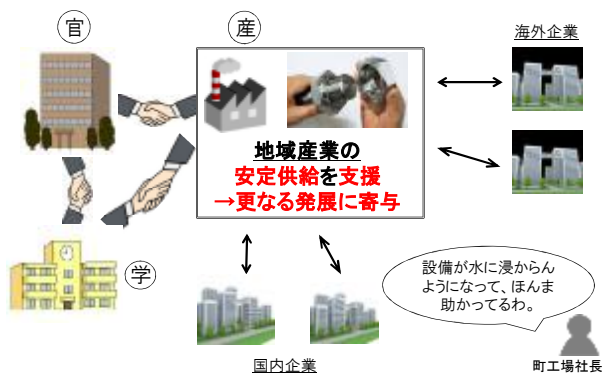 官
産
海外企業
地域産業の
安定供給を支援
→更なる発展に寄与
学
設備が水に浸からん
ようになって、ほんま
助かってるわ。
国内企業
町工場社長